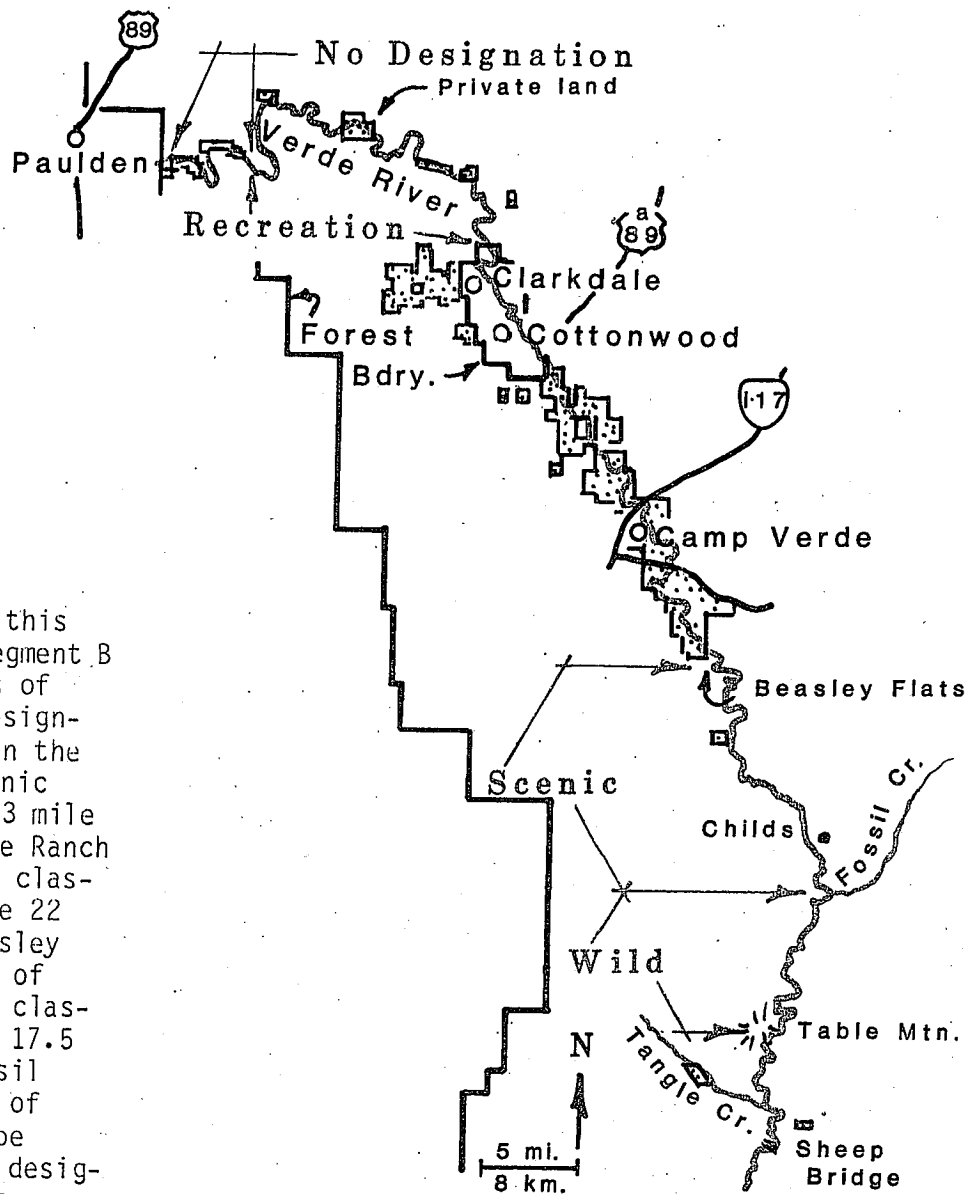 89
No Designation
Private land
Paulden
Verde River
Recreation
a
89
Clarkdale
Forest
Cottonwood
Bdry.
I-17
Camp Verde
this
egment B
s of
esign-
n the
nic
3 mile
e Ranch
clas-
e 22
sley
of
clas-
17.5
sil
of
be
desig-
Beasley Flats
Scenic
Childs
Fossil Cr.
Wild
Table Mtn.
N
Tangle Cr.
Sheep
Bridge
5 mi.
8 km.